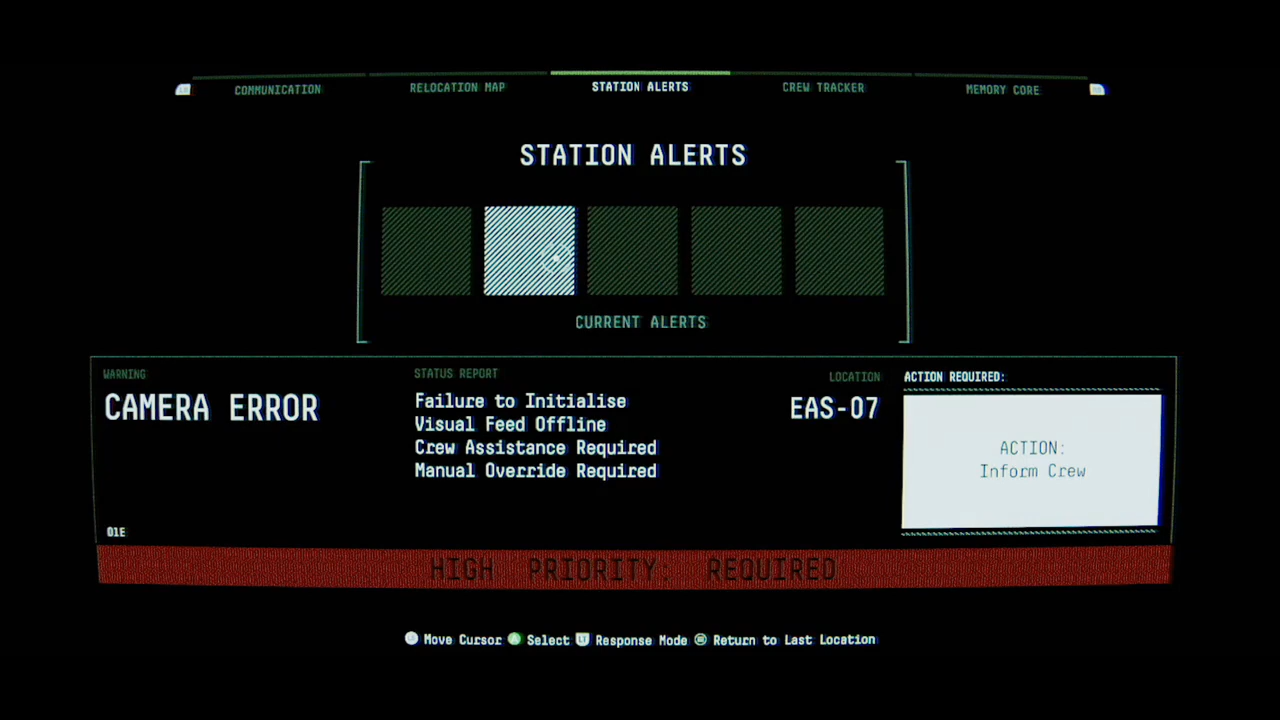 COMMUNICATION
RELOCATION MAP
STATION ALERTS
CREW TRACKER
MEMORY CORE
STATION ALERTS
CURRENT ALERTS
WARNING
CAMERA ERROR
01E
STATUS REPORT
Failure to Initialise
Visual Feed Offline
Crew Assistance Required
Manual Override Required
LOCATION
EAS-07
ACTION REQUIRED:
ACTION:
Inform Crew
HIGH PRIORITY: REQUIRED
Move Cursor Select LT Response Mode Return to Last Location